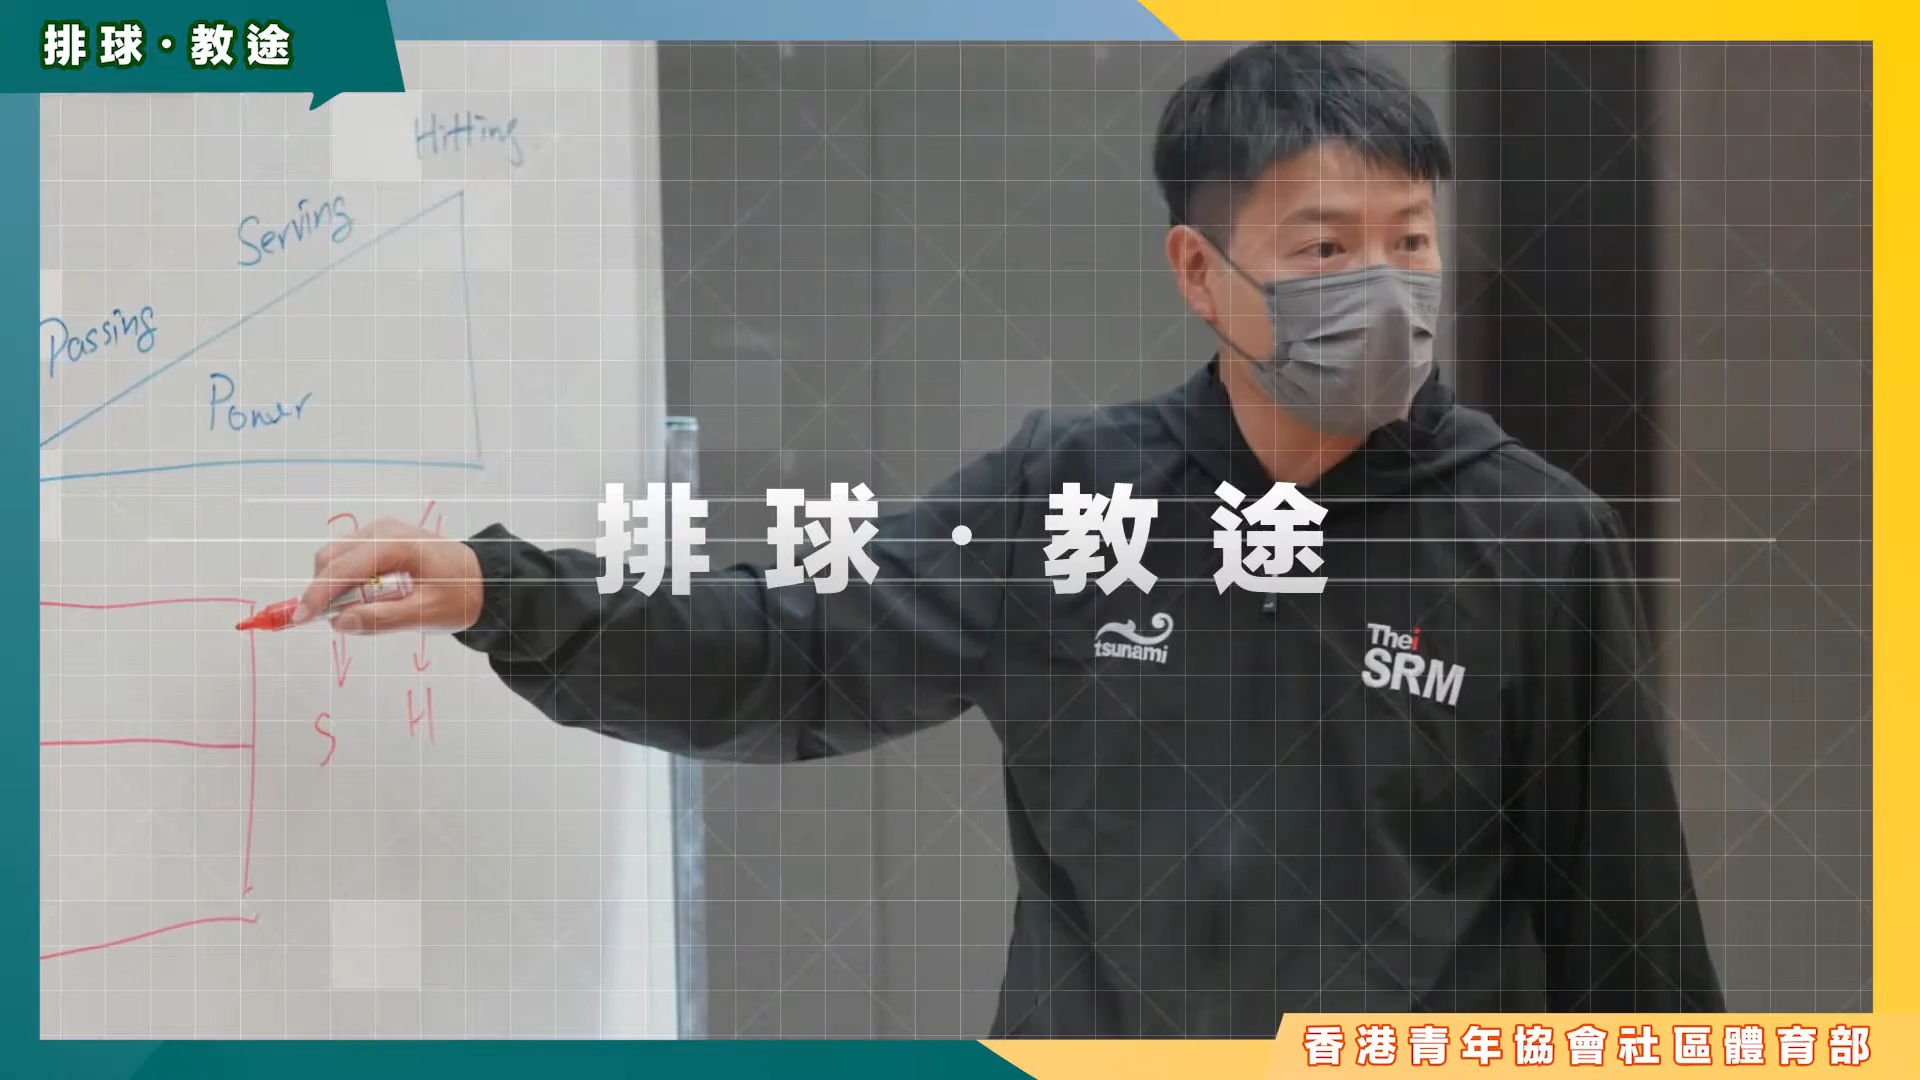 排球·教途
Hitting
Serving
Passing
Power
排球·教途
tsunami
Thei
SRM
S
H
香港青年協會社區體育部